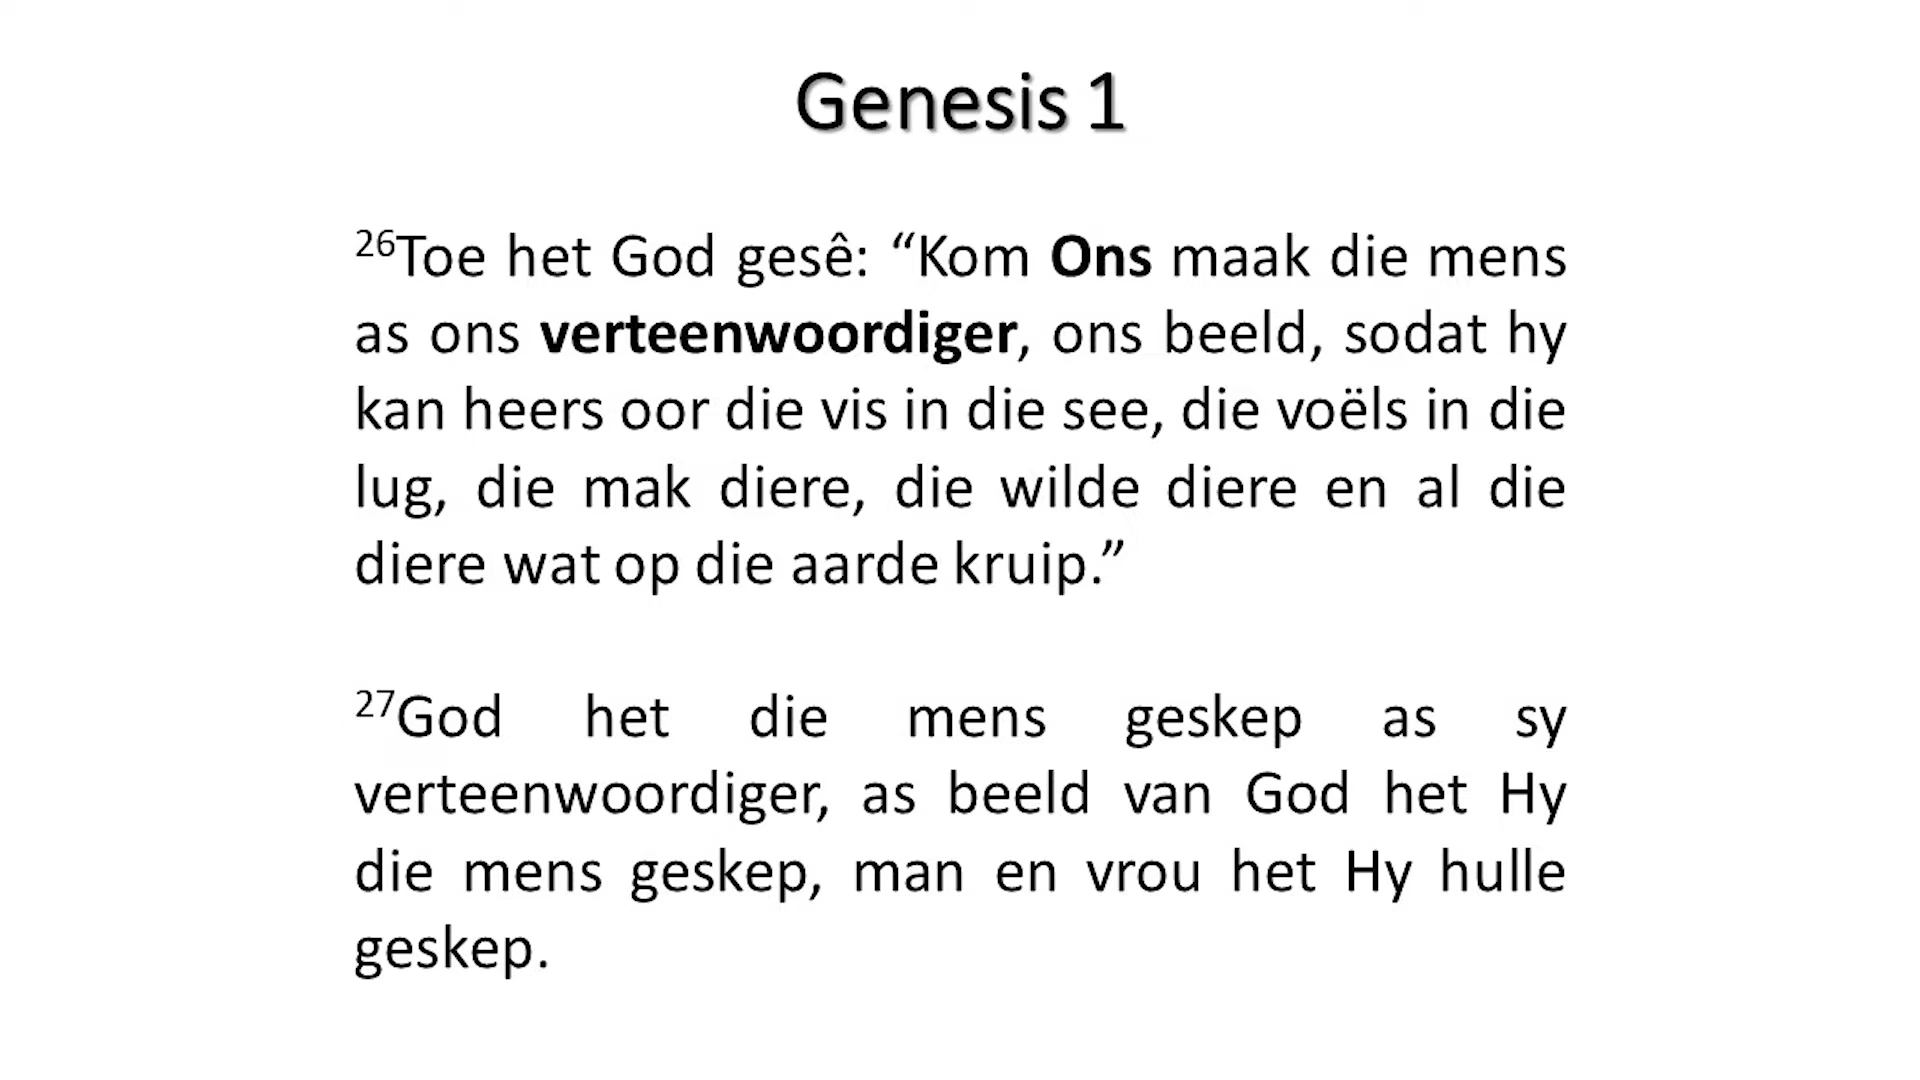 Genesis 1
26Toe het God gesê: “Kom Ons maak die mens
as ons verteenwoordiger, ons beeld, sodat hy
kan heers oor die vis in die see, die voëls in die
lug, die mak diere, die wilde diere en al die
diere wat op die aarde kruip.”
27God het die mens geskep as sy
verteenwoordiger, as beeld van God het Hy
die mens geskep, man en vrou het Hy hulle
geskep.